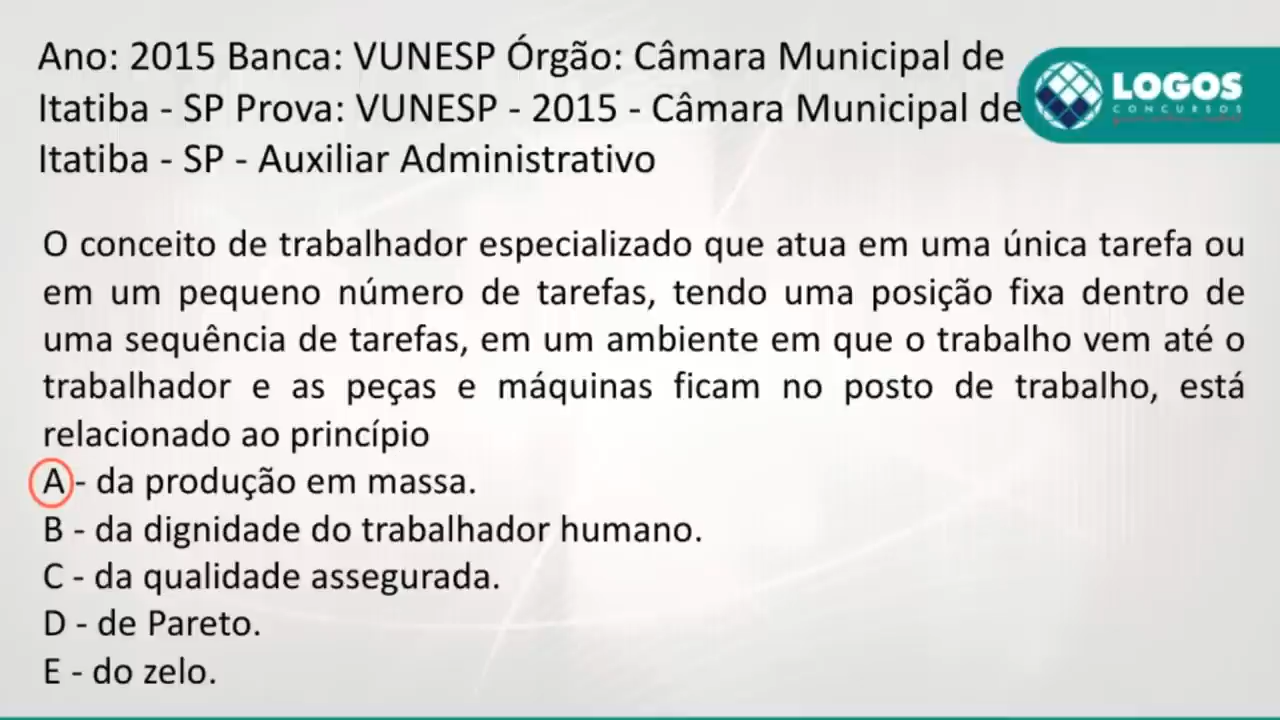 Ano: 2015 Banca: VUNESP Órgão: Câmara Municipal de
Itatiba - SP Prova: VUNESP - 2015 - Câmara Municipal de
Itatiba - SP - Auxiliar Administrativo
LOGOS
CONCURSOS
O conceito de trabalhador especializado que atua em uma única tarefa ou
em um pequeno número de tarefas, tendo uma posição fixa dentro de
uma sequência de tarefas, em um ambiente em que o trabalho vem até o
trabalhador e as peças e máquinas ficam no posto de trabalho, está
relacionado ao princípio
A - da produção em massa.
B - da dignidade do trabalhador humano.
C - da qualidade assegurada.
D - de Pareto.
E - do zelo.